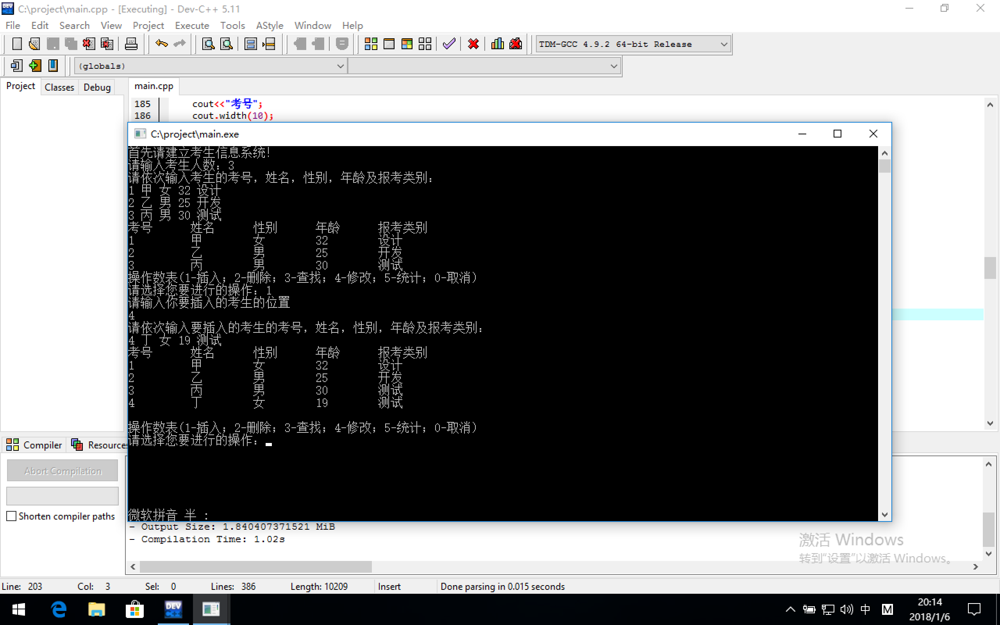 C:\project\main.cpp - [Executing] - Dev-C++ 5.11
File Edit Search View Project Execute Tools AStyle Window Help
TDM-GCC 4.9.2 64-bit Release
(globals)
Project Classes Debug
main.cpp
185 cout<<"考号";
186 cout.width(10);
C:\project\main.exe
首先请建立考生信息系统!
请输入考生人数：3
请依次输入考生的考号，姓名，性别，年龄及报考类别：
1 甲 女 32 设计
2 乙 男 25 开发
3 丙 男 30 测试
考号 姓名 性别 年龄 报考类别
1 甲 女 32 设计
2 乙 男 25 开发
3 丙 男 30 测试
操作数表(1-插入；2-删除；3-查找；4-修改；5-统计；0-取消)
请选择您要进行的操作：1
请输入你要插入的考生的位置
4
请依次输入要插入的考生的考号，姓名，性别，年龄及报考类别：
4 丁 女 19 测试
考号 姓名 性别 年龄 报考类别
1 甲 女 32 设计
2 乙 男 25 开发
3 丙 男 30 测试
4 丁 女 19 测试
操作数表(1-插入；2-删除；3-查找；4-修改；5-统计；0-取消)
请选择您要进行的操作：
微软拼音 半 :
Compiler Resources
Abort Compilation
Shorten compiler paths
- Output Size: 1.840407371521 MiB
- Compilation Time: 1.02s
激活 Windows
转到"设置"以激活 Windows。
Line: 203 Col: 3 Sel: 0 Lines: 386 Length: 10209 Insert Done parsing in 0.015 seconds
DEV C++
中 M
20:14
2018/1/6